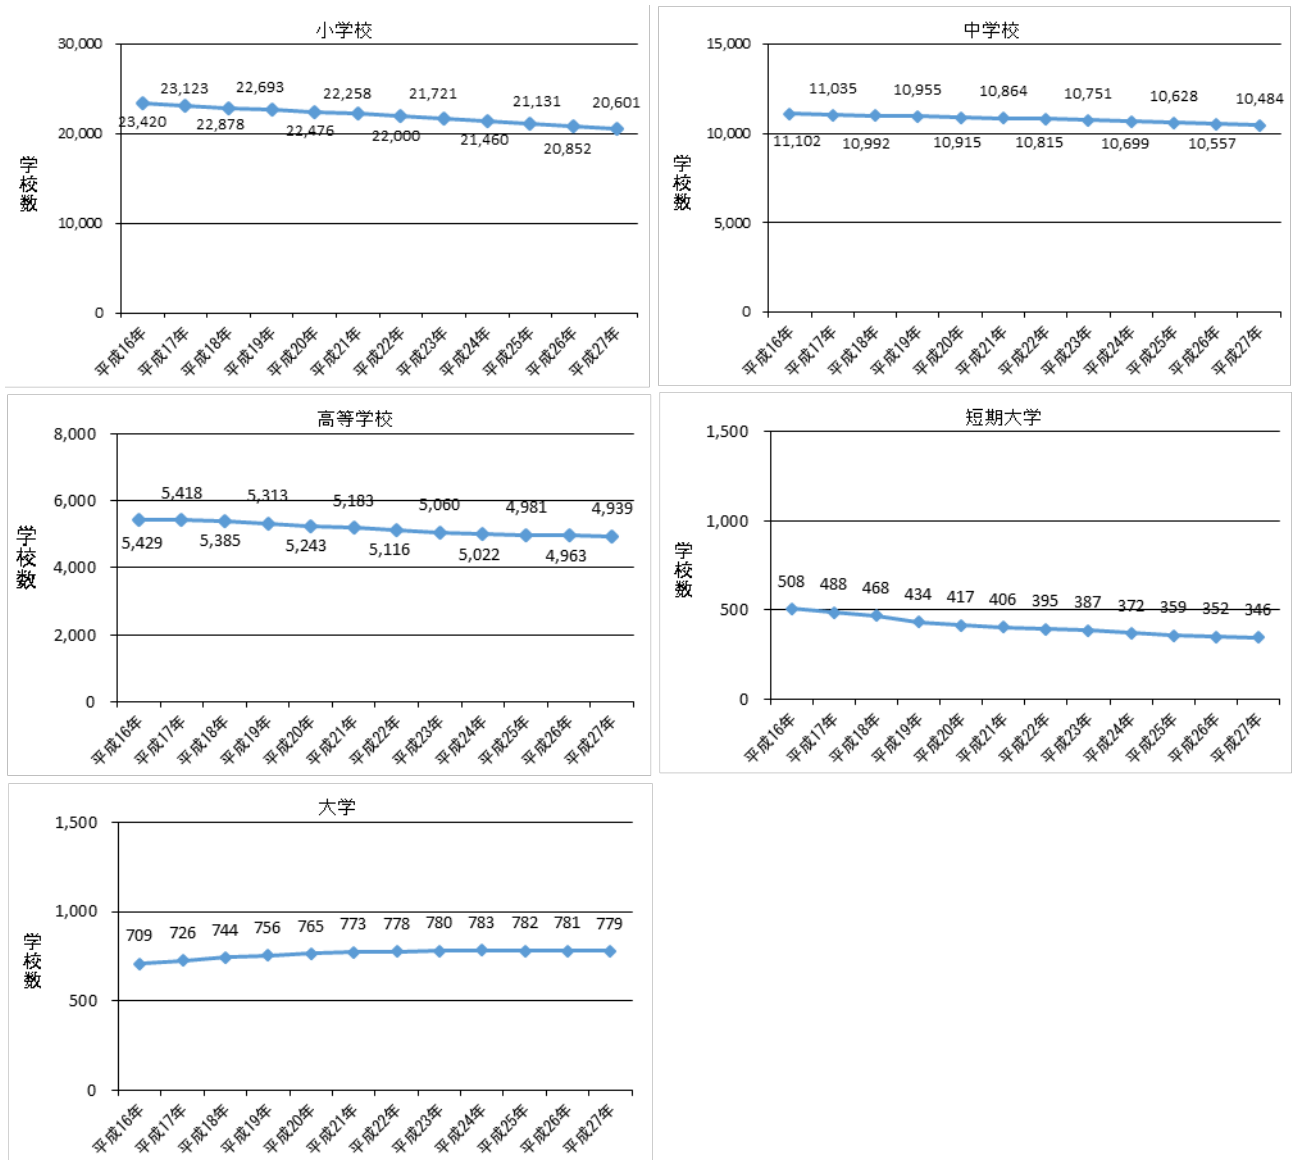 小学校
30,000
20,000
10,000
0
学校数
23,420
23,123
22,878
22,693
22,476
22,258
22,000
21,721
21,460
21,131
20,852
20,601
平成16年
平成17年
平成18年
平成19年
平成20年
平成21年
平成22年
平成23年
平成24年
平成25年
平成26年
平成27年
中学校
15,000
10,000
5,000
0
学校数
11,102
11,035
10,992
10,955
10,915
10,864
10,815
10,751
10,699
10,628
10,557
10,484
平成16年
平成17年
平成18年
平成19年
平成20年
平成21年
平成22年
平成23年
平成24年
平成25年
平成26年
平成27年
高等学校
8,000
6,000
4,000
2,000
0
学校数
5,429
5,418
5,385
5,313
5,243
5,183
5,116
5,060
5,022
4,981
4,963
4,939
平成16年
平成17年
平成18年
平成19年
平成20年
平成21年
平成22年
平成23年
平成24年
平成25年
平成26年
平成27年
短期大学
1,500
1,000
500
0
学校数
508
488
468
434
417
406
395
387
372
359
352
346
平成16年
平成17年
平成18年
平成19年
平成20年
平成21年
平成22年
平成23年
平成24年
平成25年
平成26年
平成27年
大学
1,500
1,000
500
0
学校数
709
726
744
756
765
773
778
780
783
782
781
779
平成16年
平成17年
平成18年
平成19年
平成20年
平成21年
平成22年
平成23年
平成24年
平成25年
平成26年
平成27年